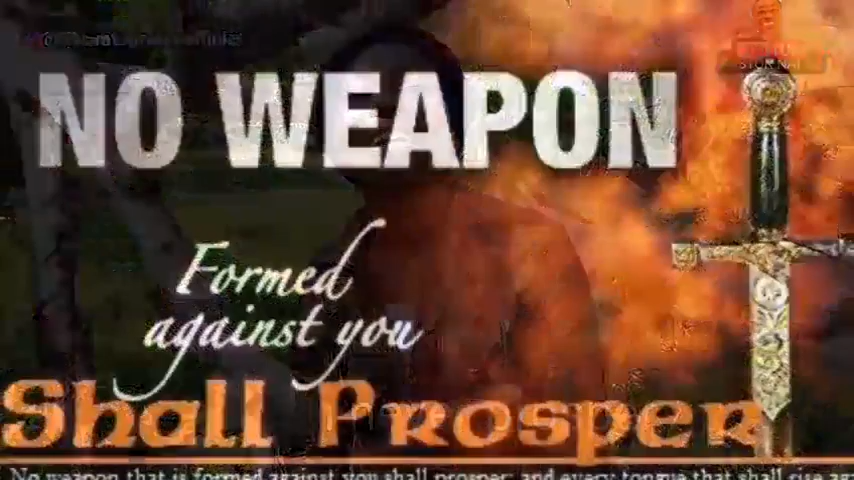 NO WEAPON
Formed
against you
Shall Prosper
No weapon that is formed against you shall prosper; and every tongue that shall rise